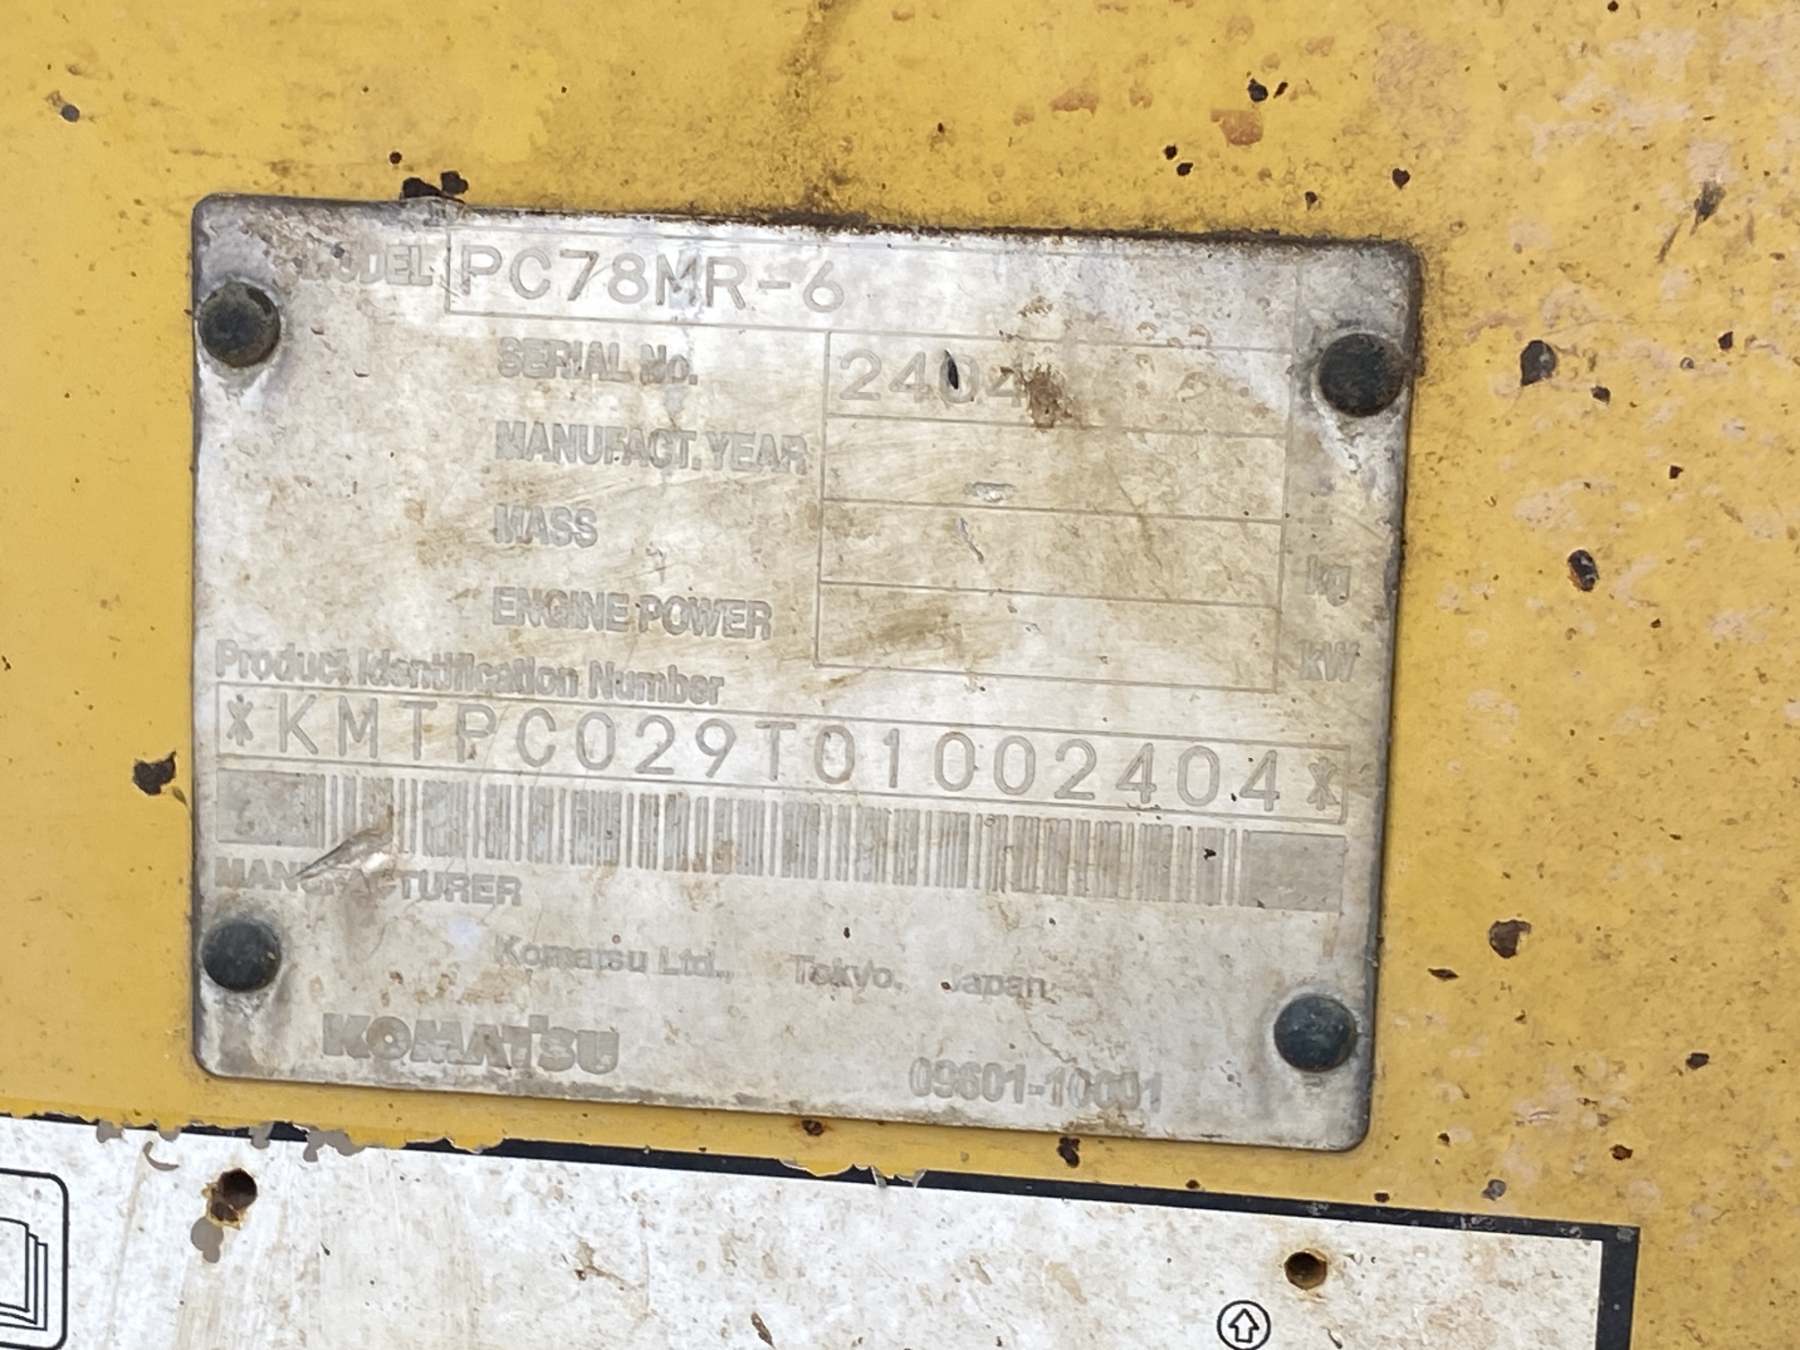 MODEL PC78MR-6
SERIAL No. 2404
MANUFACT. YEAR
MASS kg
ENGINE POWER kW
Product Identification Number
*KMTPC029T01002404*
MANUFACTURER
Komatsu Ltd., Tokyo, Japan
KOMATSU 09601-10001